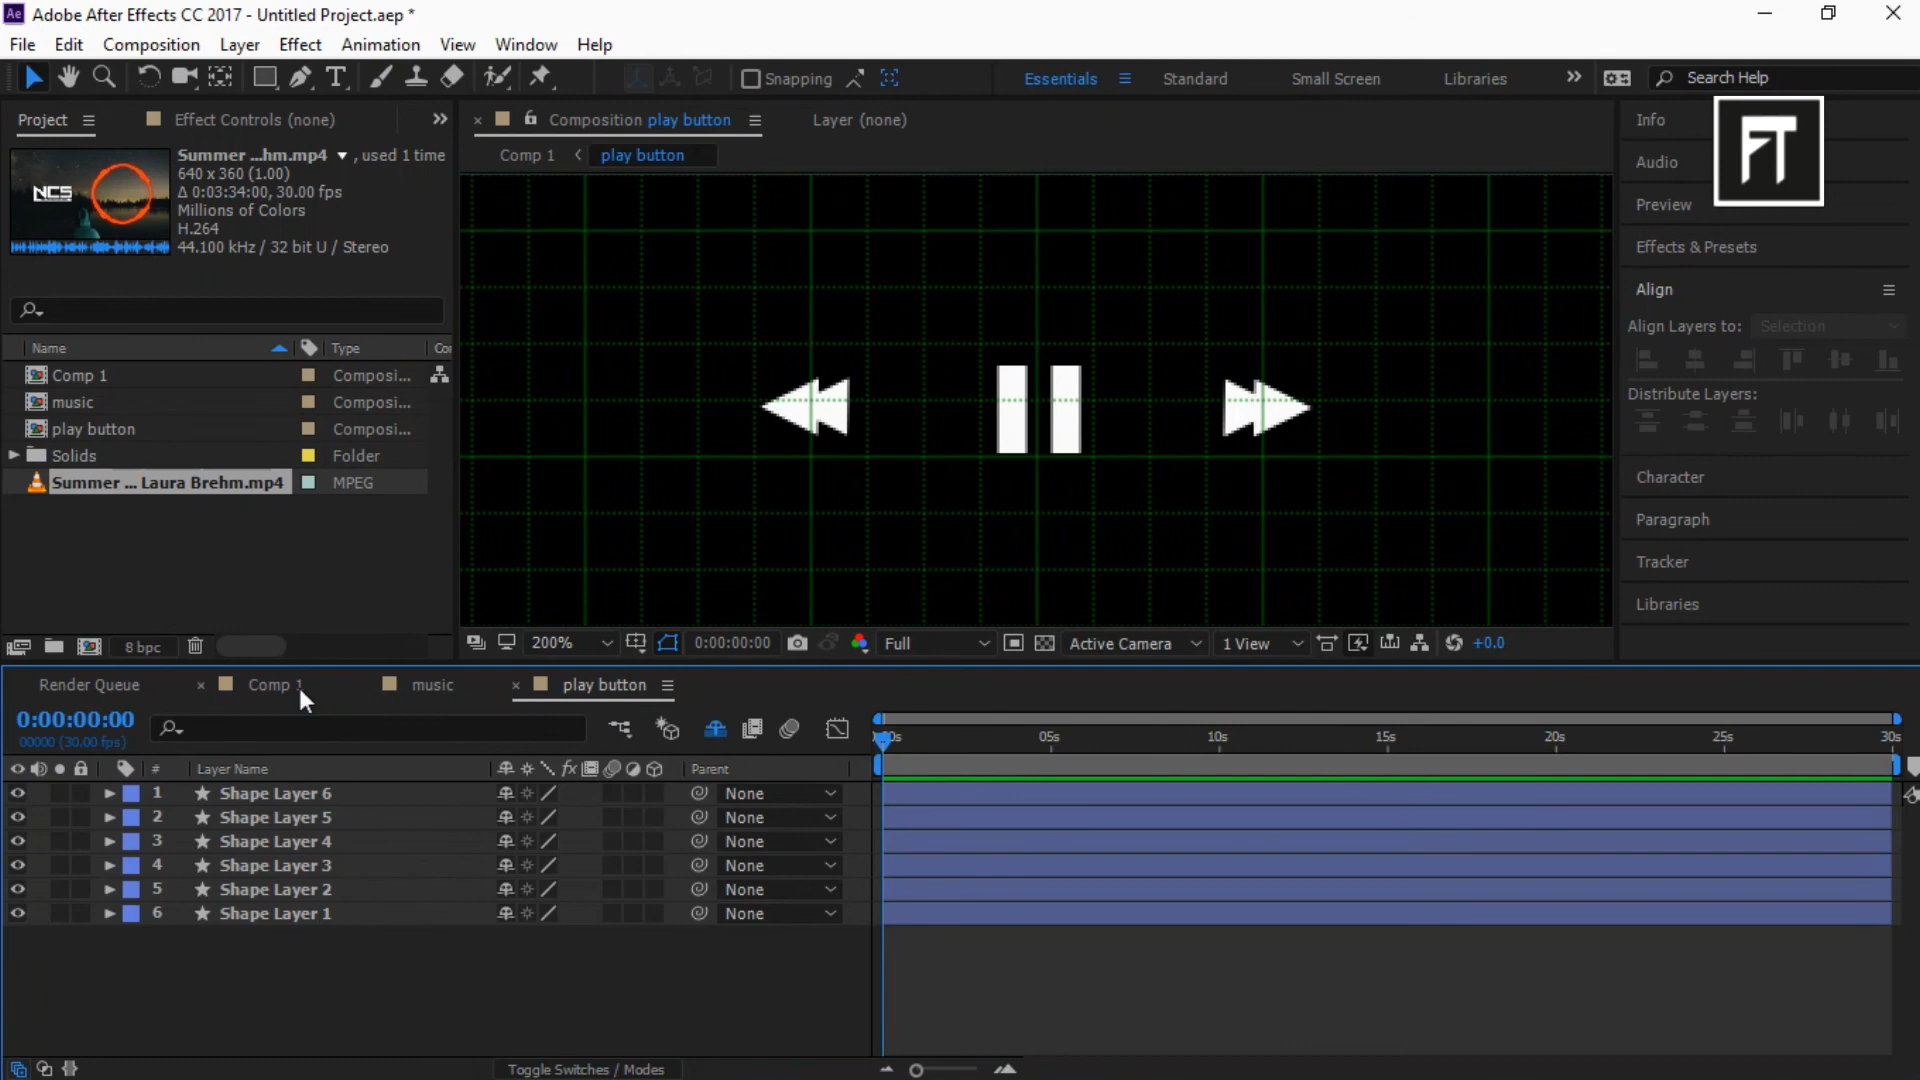 Ae Adobe After Effects CC 2017 - Untitled Project.aep *
File Edit Composition Layer Effect Animation View Window Help
Snapping Essentials Standard Small Screen Libraries Search Help
Project Effect Controls (none) Composition play button Layer (none) Info
FT
Summer ...hm.mp4 , used 1 time
640 x 360 (1.00)
Δ 0:03:34:00, 30.00 fps
Millions of Colors
H.264
44.100 kHz / 32 bit U / Stereo
NCS
Comp 1 play button
Audio
Preview
Effects & Presets
Align
Align Layers to: Selection
Distribute Layers:
Character
Paragraph
Tracker
Libraries
Name Type Co
Comp 1 Composi...
music Composi...
play button Composi...
Solids Folder
Summer ... Laura Brehm.mp4 MPEG
8 bpc 200% 0:00:00:00 Full Active Camera 1 View +0.0
Render Queue Comp 1 music play button
0:00:00:00
00000 (30.00 fps)
05s 10s 15s 20s 25s 30s
# Layer Name fx Parent
1 Shape Layer 6 None
2 Shape Layer 5 None
3 Shape Layer 4 None
4 Shape Layer 3 None
5 Shape Layer 2 None
6 Shape Layer 1 None
Toggle Switches / Modes